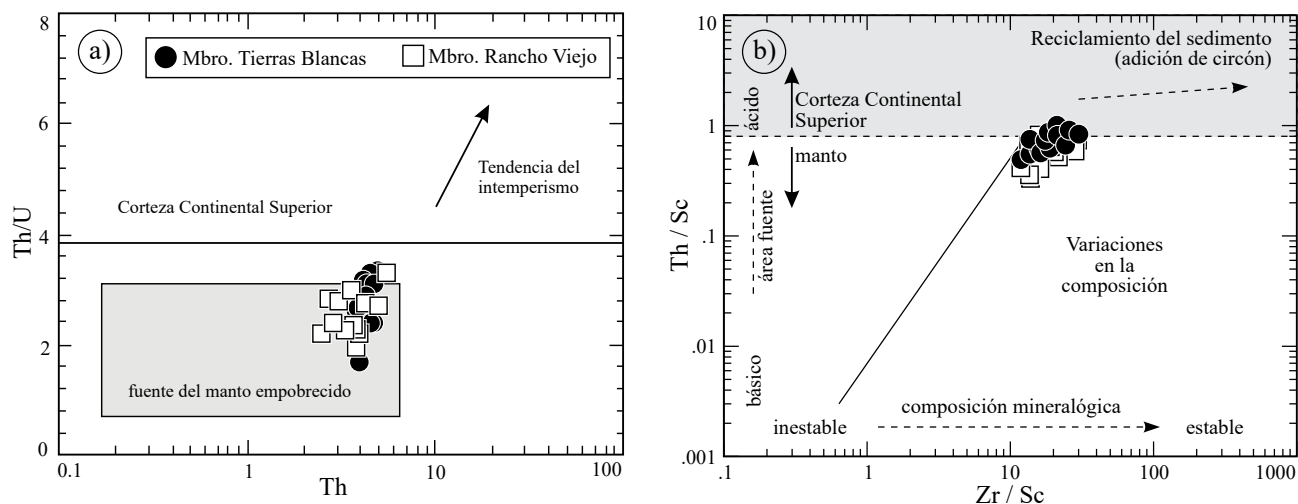 a)
Mbro. Tierras Blancas
Mbro. Rancho Viejo
8
6
4
2
0
Th/U
Tendencia del
intemperismo
Corteza Continental Superior
fuente del manto empobrecido
0.1
1
10
100
Th
b)
10
1
.1
.01
.001
Th / Sc
Reciclamiento del sedimento
(adición de circón)
ácido
Corteza Continental
Superior
manto
área fuente
básico
Variaciones
en la
composición
composición mineralógica
inestable
estable
0.1
1
10
100
1000
Zr / Sc